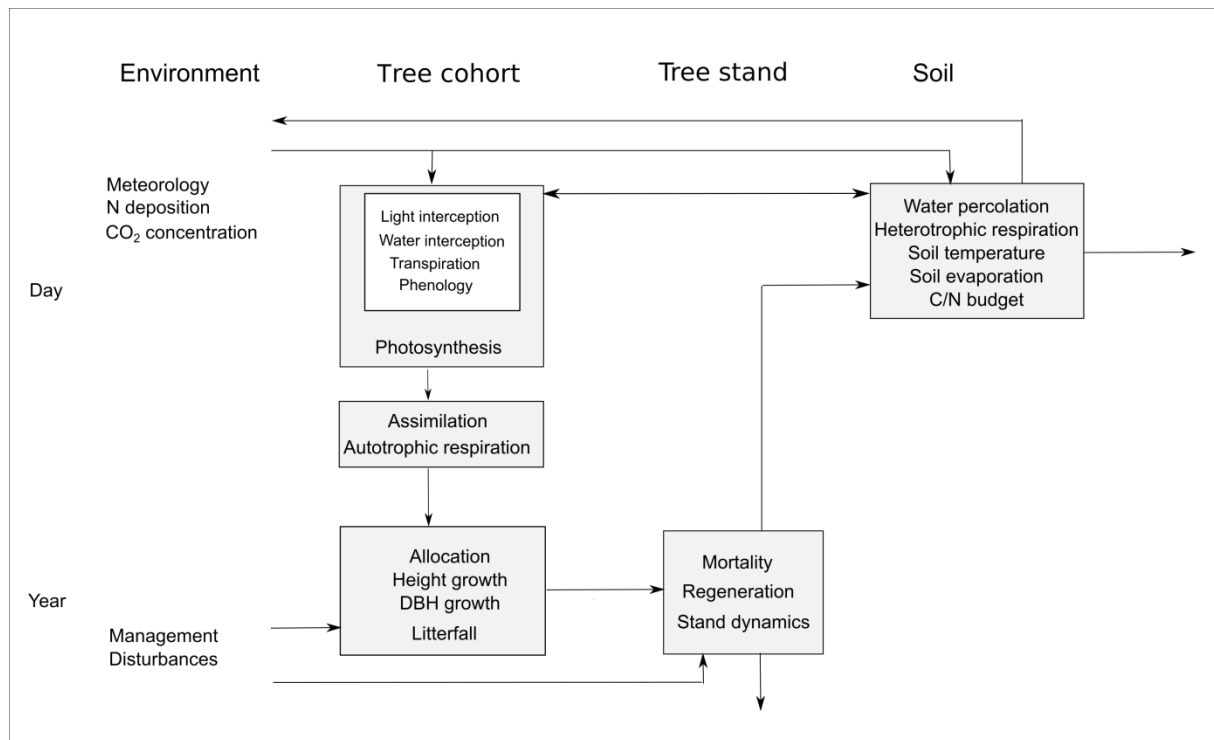 Environment
Tree cohort
Tree stand
Soil
Meteorology
N deposition
CO₂ concentration
Day
Light interception
Water interception
Transpiration
Phenology
Photosynthesis
Water percolation
Heterotrophic respiration
Soil temperature
Soil evaporation
C/N budget
Assimilation
Autotrophic respiration
Year
Management
Disturbances
Allocation
Height growth
DBH growth
Litterfall
Mortality
Regeneration
Stand dynamics